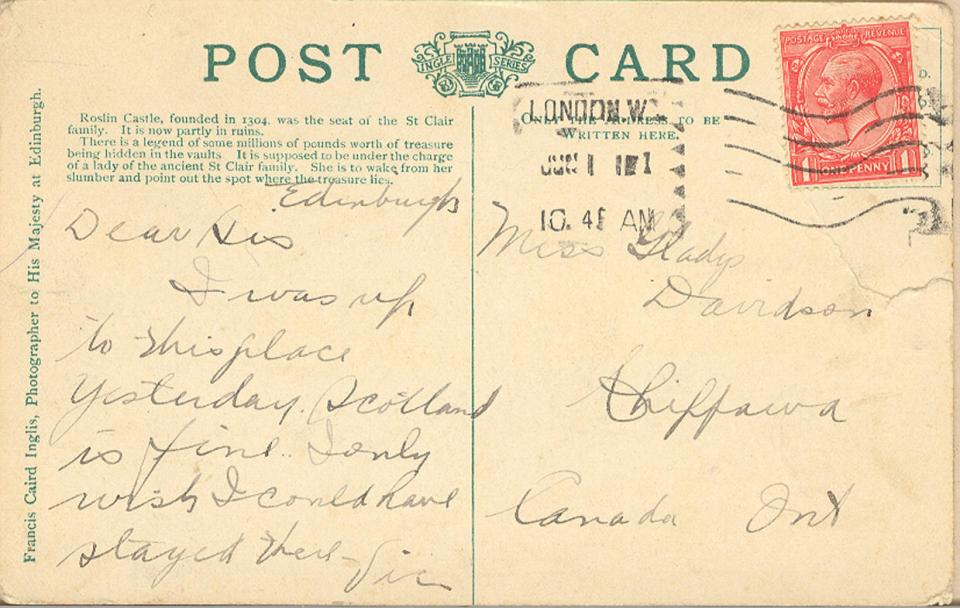 POST CARD
INGLIS SERIES
POSTAGE REVENUE
1 ONE PENNY 1
Roslin Castle, founded in 1304, was the seat of the St Clair
family. It is now partly in ruins.
There is a legend of some millions of pounds worth of treasure
being hidden in the vaults It is supposed to be under the charge
of a lady of the ancient St Clair family. She is to wake from her
slumber and point out the spot where the treasure lies.
Francis Caird Inglis, Photographer to His Majesty at Edinburgh.
ONLY THE ADDRESS TO BE
WRITTEN HERE.
LONDON.W.
JUN 1
10. AM
Edinburgh
Dear Sis
I was up
to this place
yesterday. Scotland
is fine. I only
wish I could have
stayed there - Vic
Miss Gladys
Davidson
Chippawa
Canada Ont